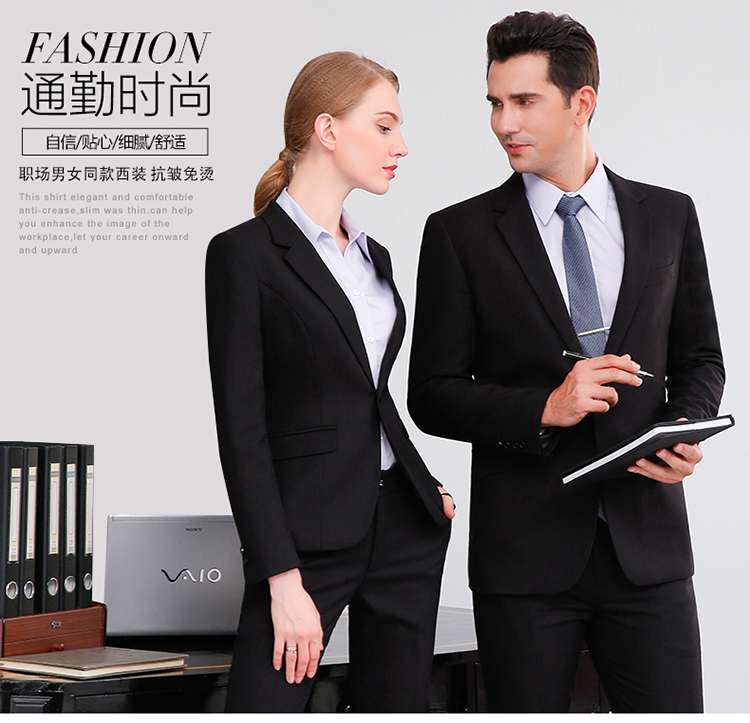 FASHION
通勤时尚
自信/贴心/细腻/舒适
职场男女同款西装 抗皱免烫
This shirt elegant and comfortable
anti-crease,slim was thin,can help
you enhance the image of the
workplace,let your career onward
and upward
SONY
VAIO